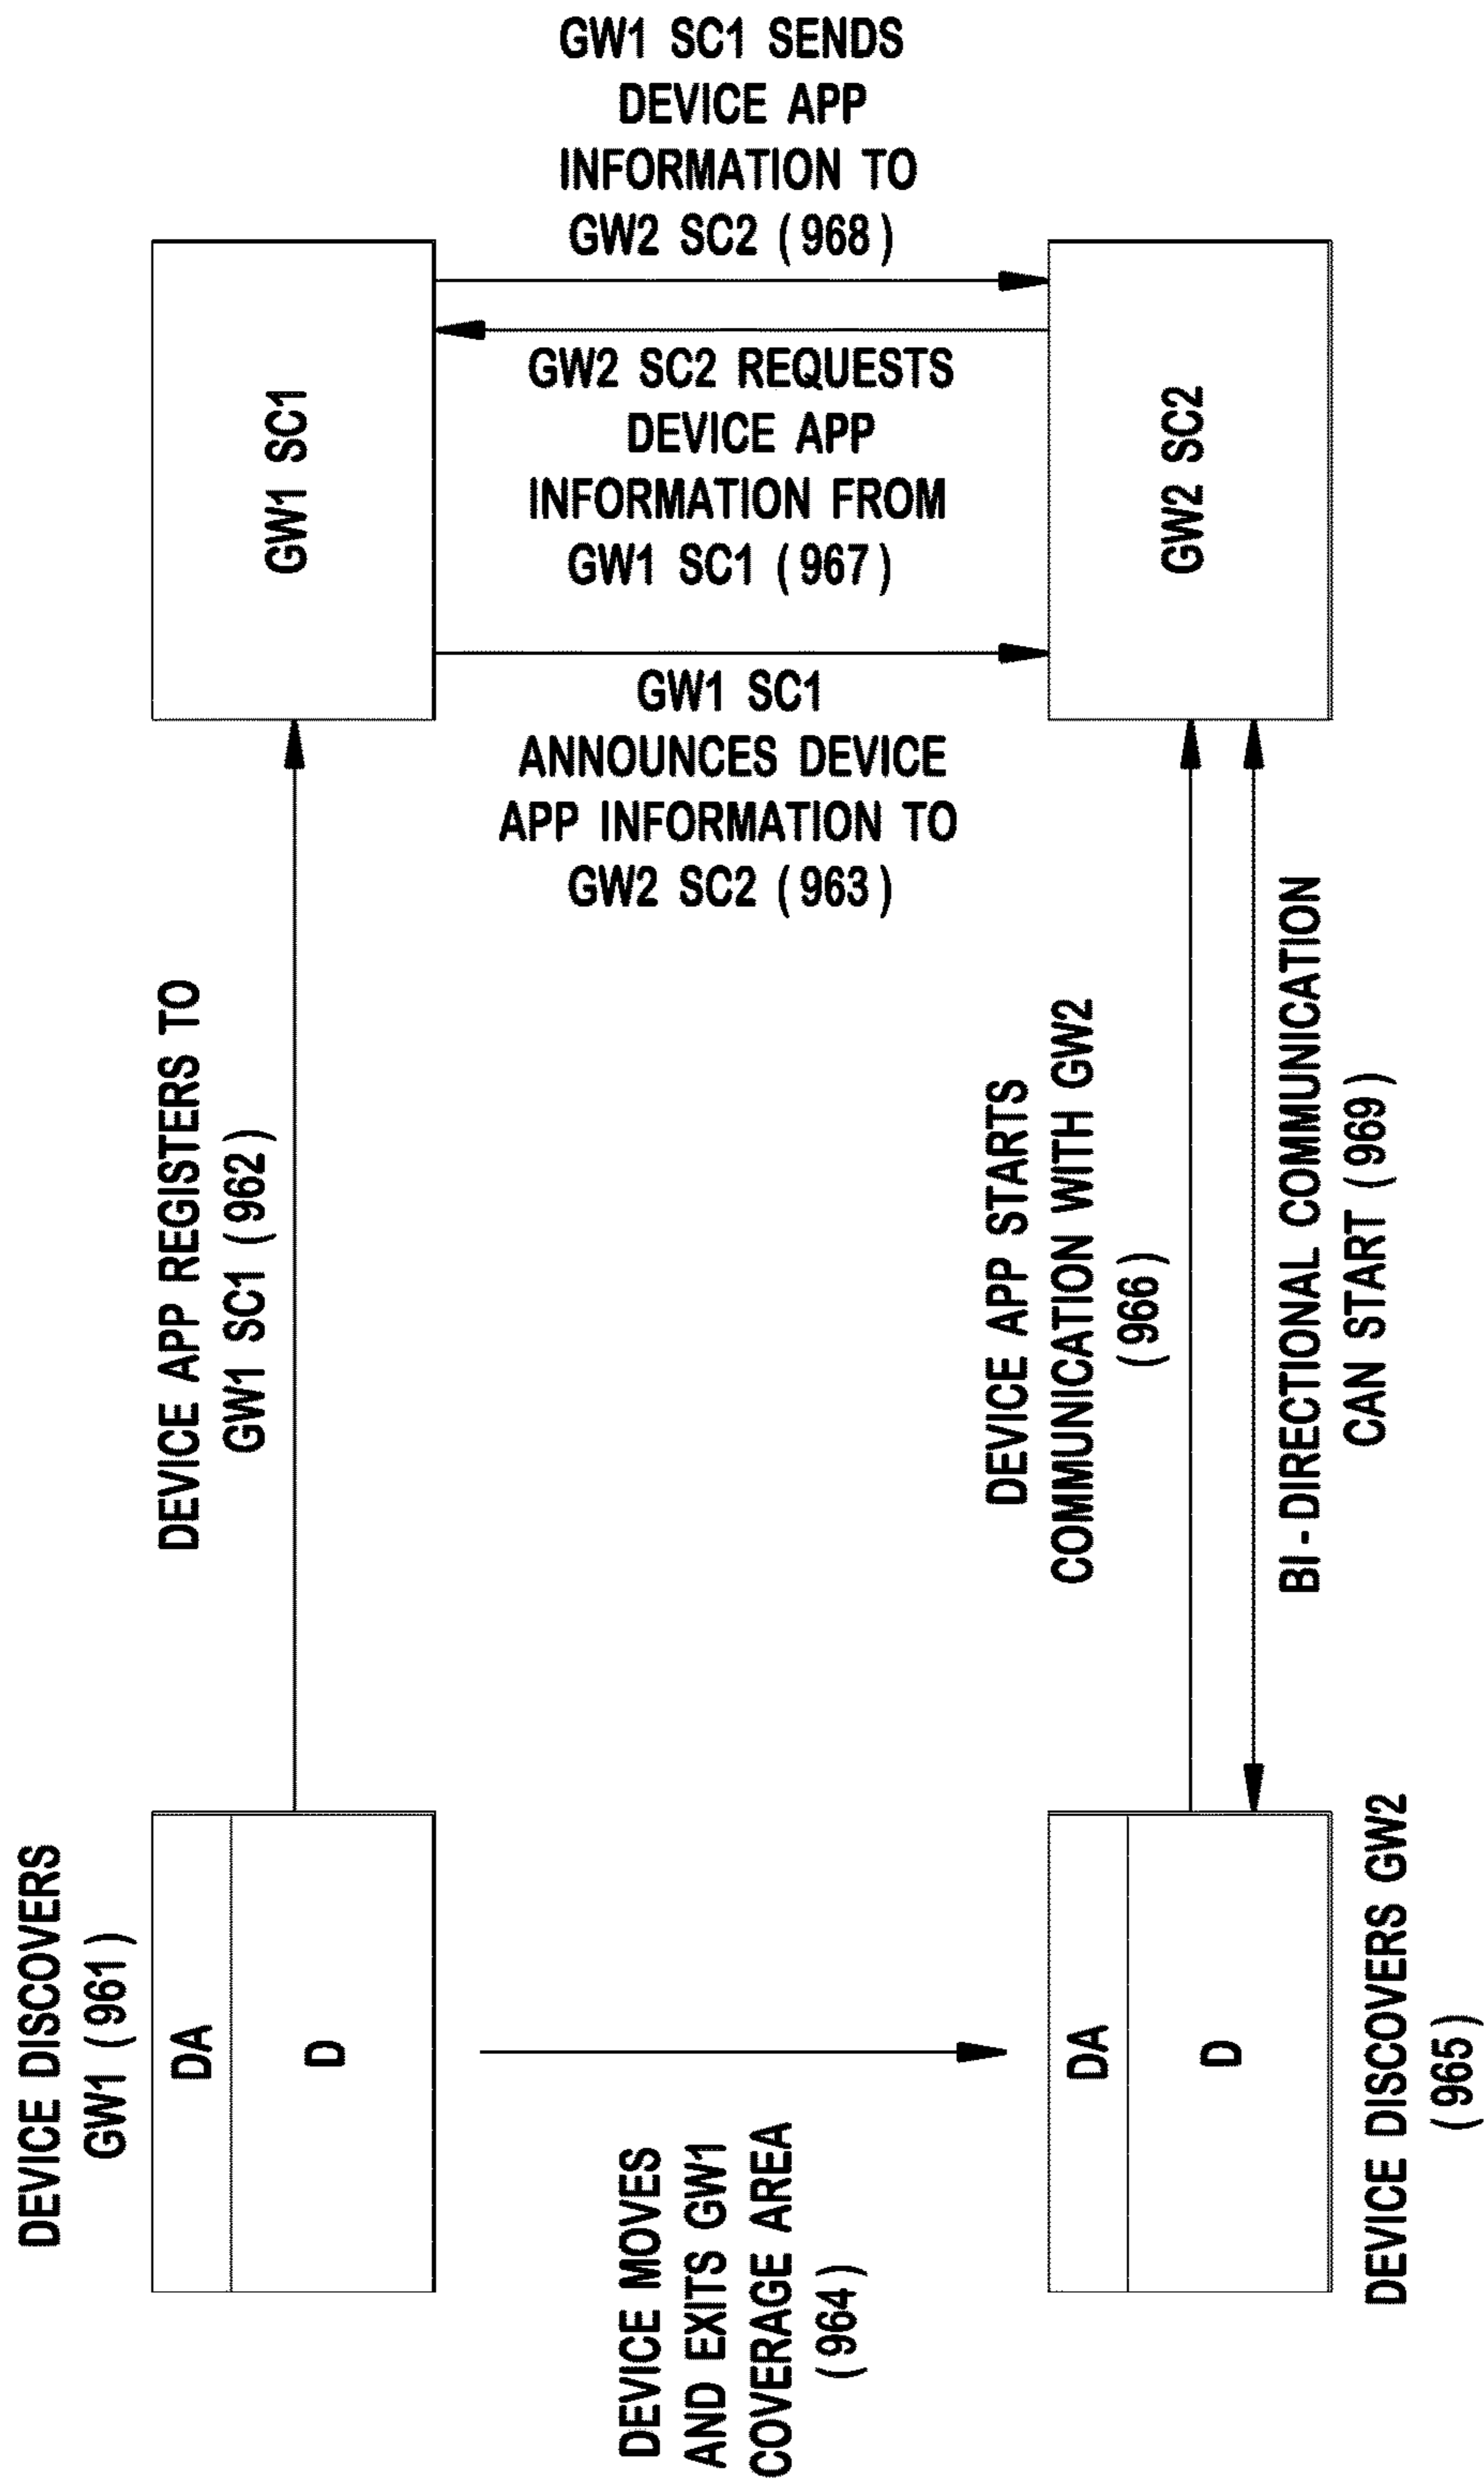 DEVICE DISCOVERS
GW1 (961)
DA
D
DEVICE APP REGISTERS TO
GW1 SC1 (962)
GW1 SC1
DEVICE MOVES
AND EXITS GW1
COVERAGE AREA
(964)
GW1 SC1
ANNOUNCES DEVICE
APP INFORMATION TO
GW2 SC2 (963)
GW2 SC2 REQUESTS
DEVICE APP
INFORMATION FROM
GW1 SC1 (967)
GW1 SC1 SENDS
DEVICE APP
INFORMATION TO
GW2 SC2 (968)
DA
D
DEVICE DISCOVERS GW2
(965)
DEVICE APP STARTS
COMMUNICATION WITH GW2
(966)
BI-DIRECTIONAL COMMUNICATION
CAN START (969)
GW2 SC2